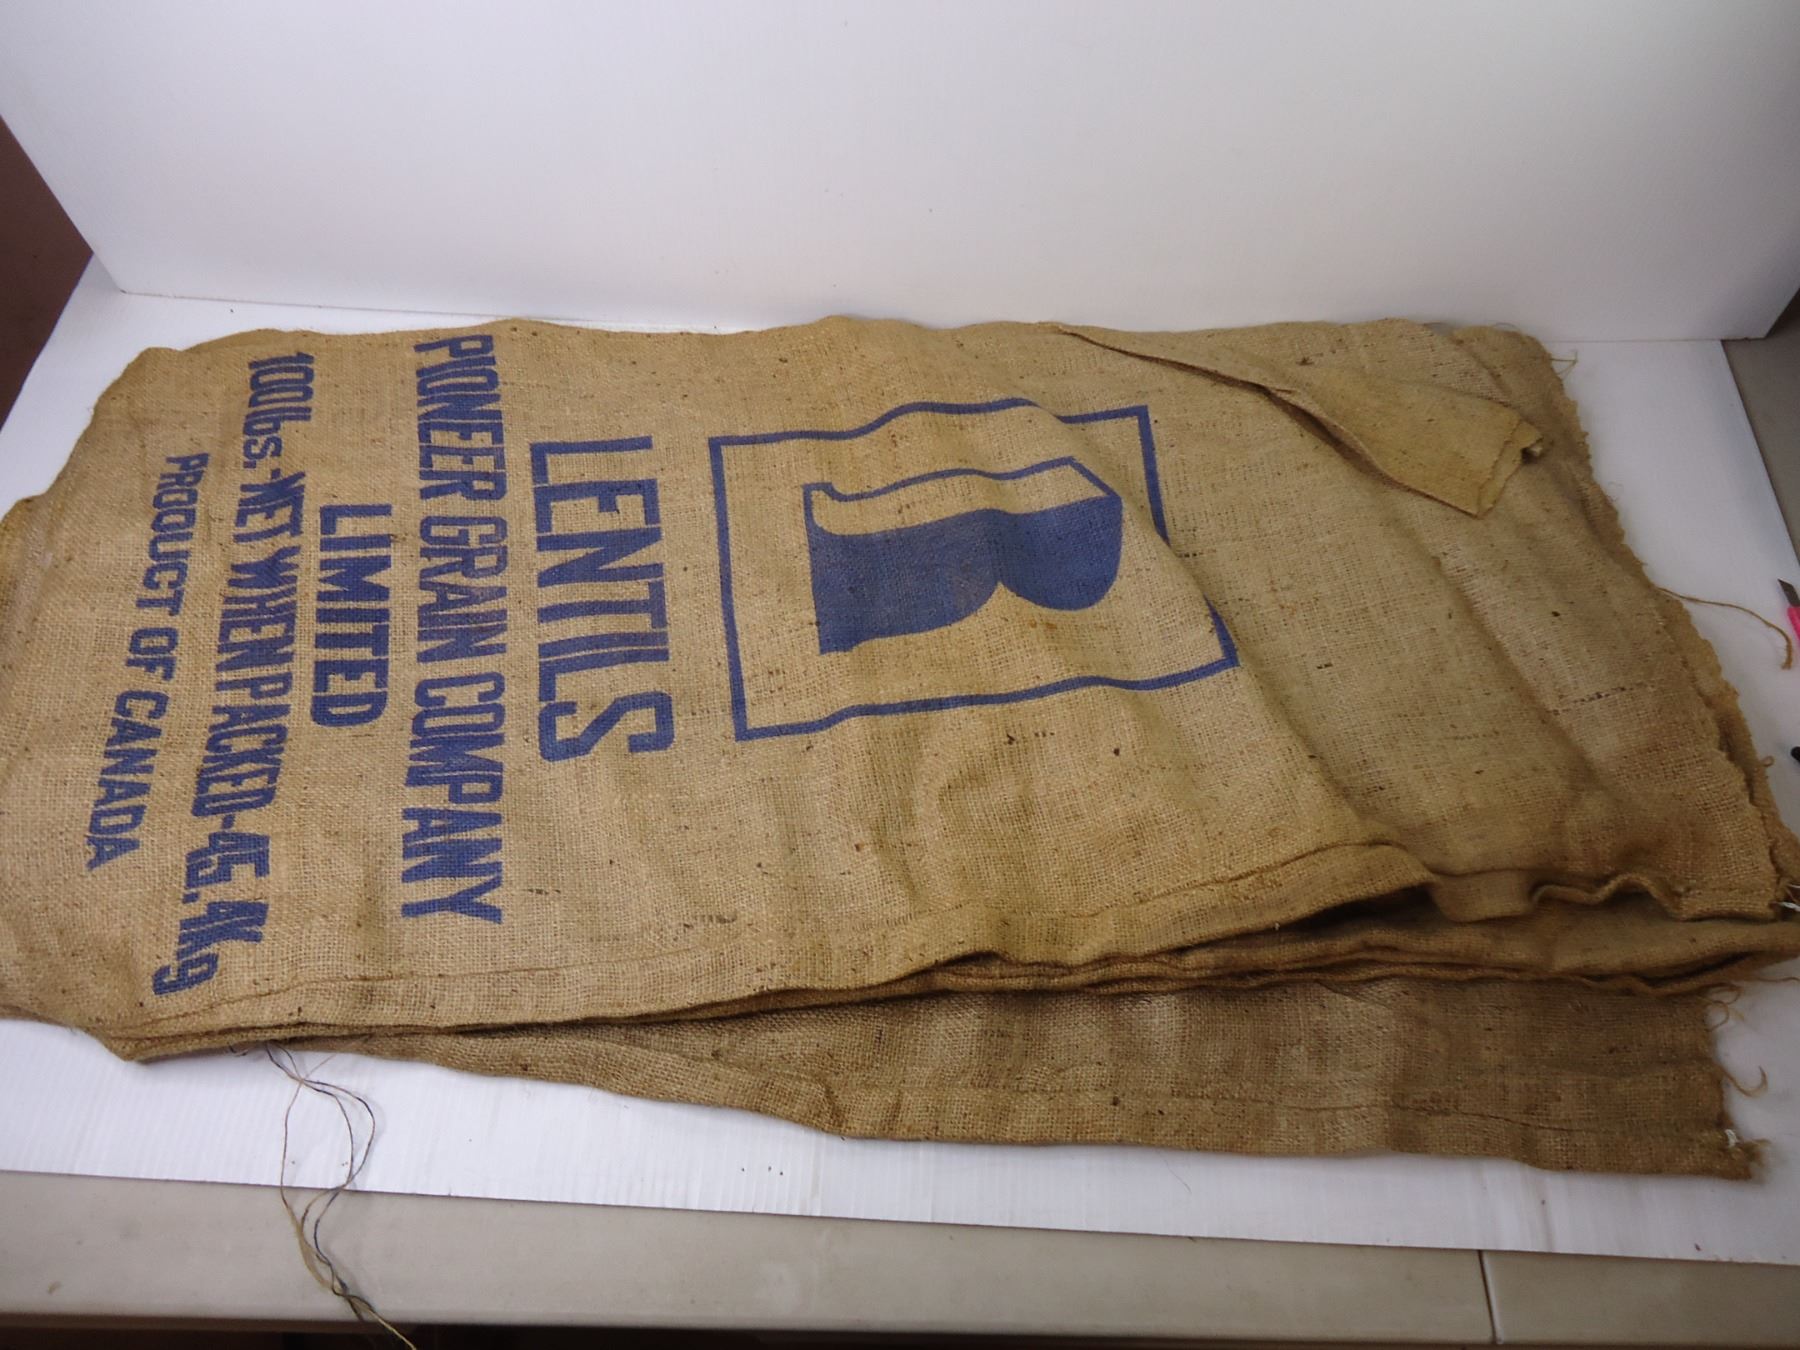 LENTILS
PIONEER GRAIN COMPANY
LIMITED
100lbs.-NET WHEN PACKED-45.4Kg
PRODUCT OF CANADA